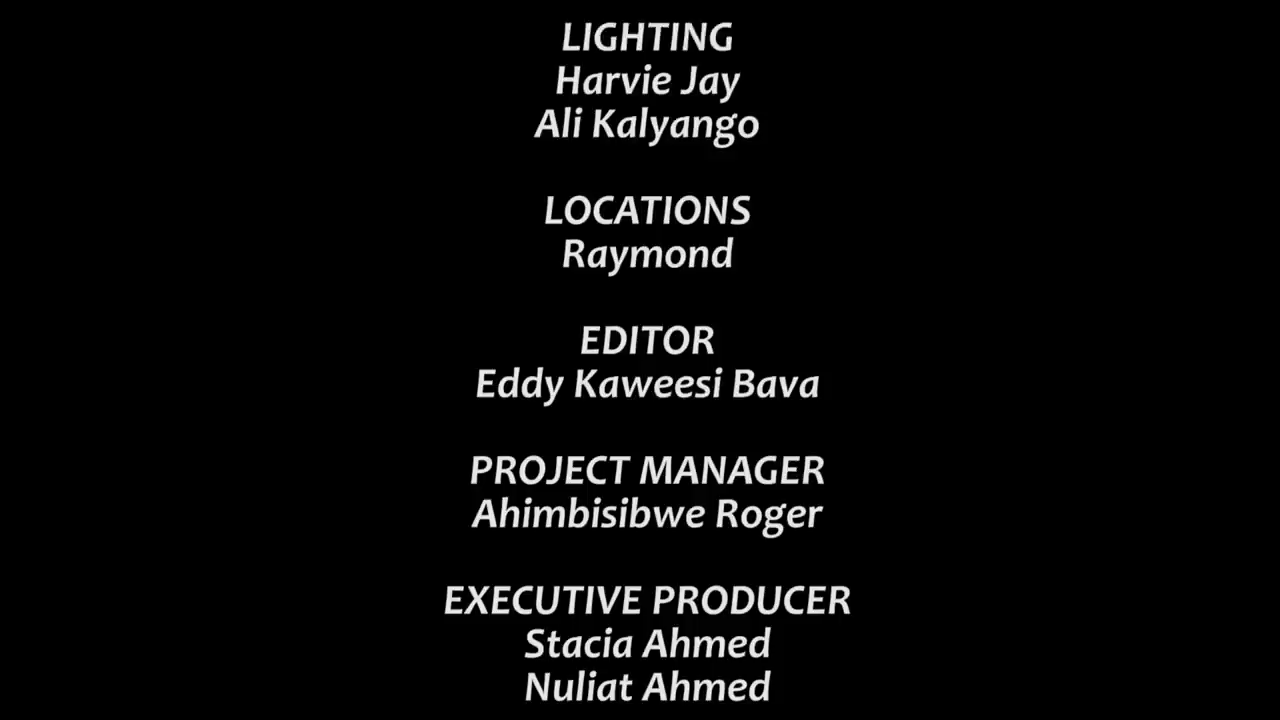 LIGHTING
Harvie Jay
Ali Kalyango
LOCATIONS
Raymond
EDITOR
Eddy Kaweesi Bava
PROJECT MANAGER
Ahimbisibwe Roger
EXECUTIVE PRODUCER
Stacia Ahmed
Nuliat Ahmed